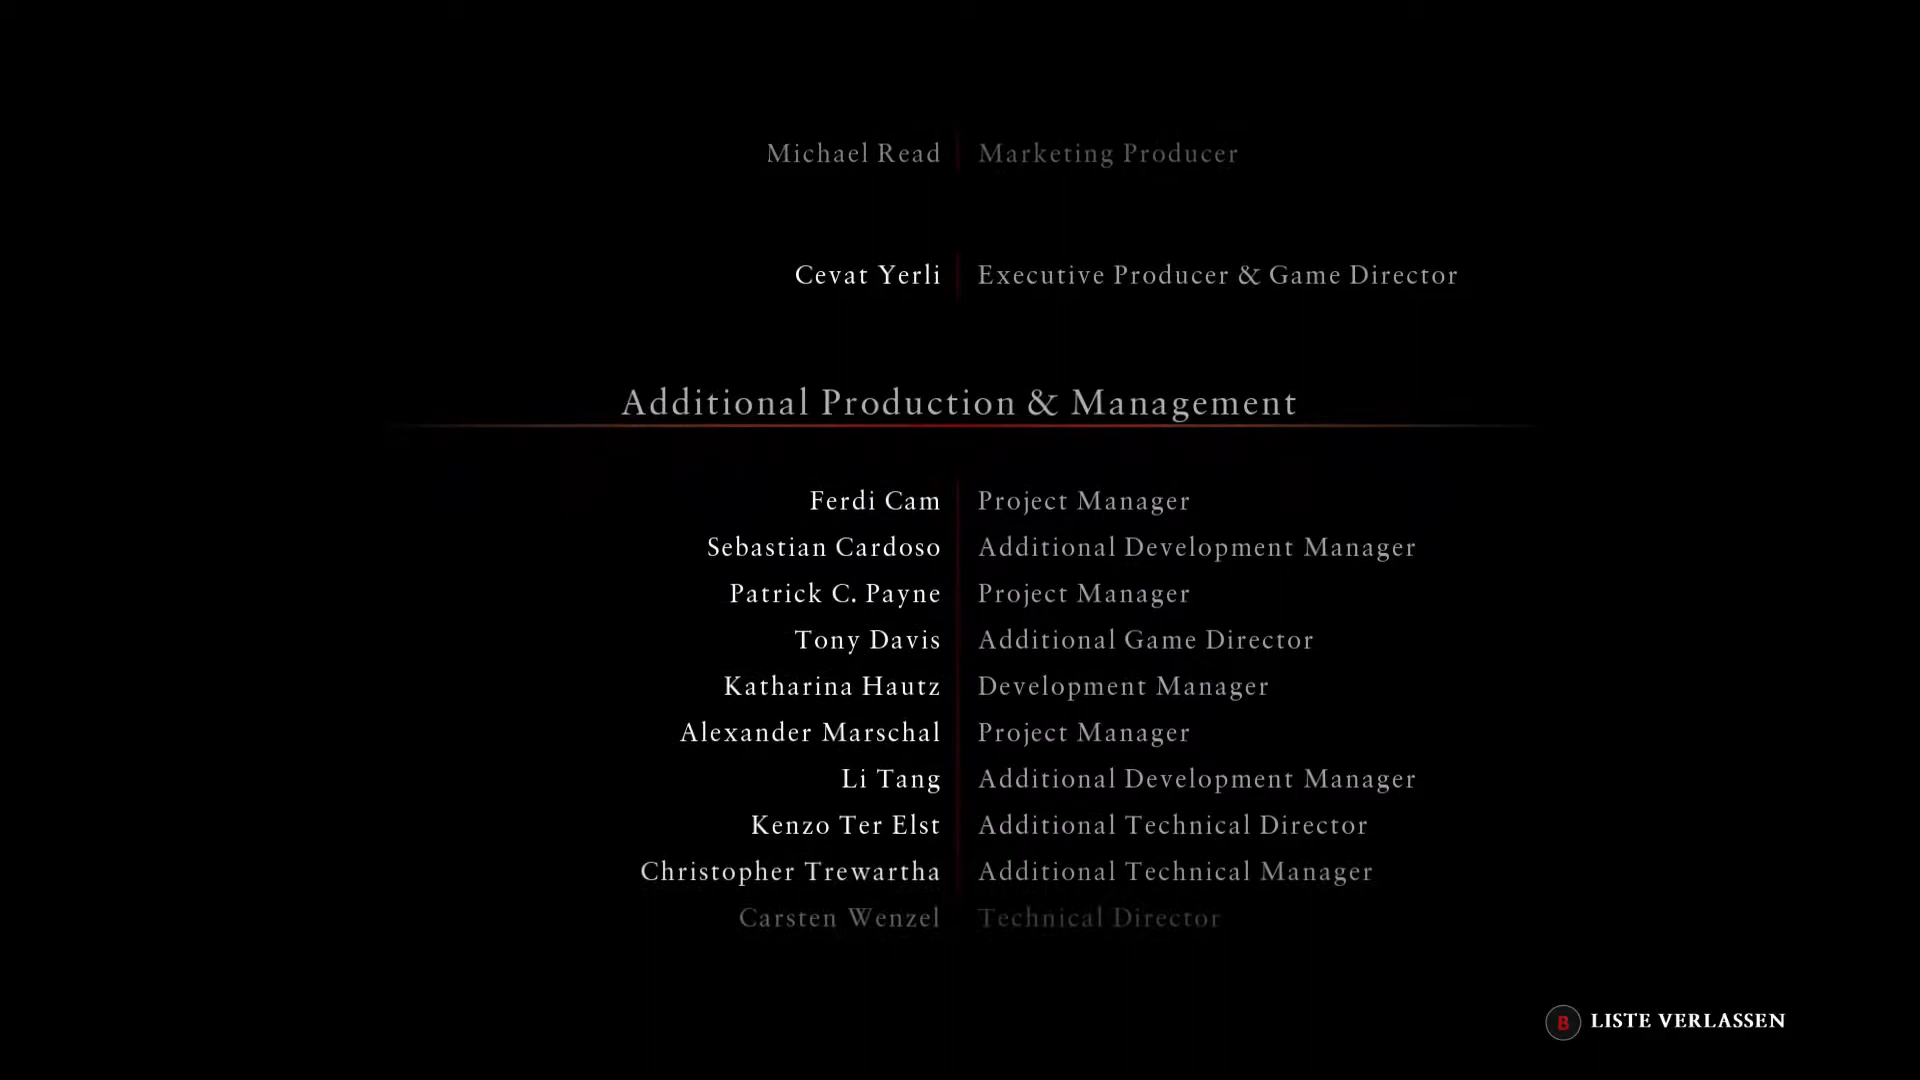 Michael Read Marketing Producer
Cevat Yerli Executive Producer & Game Director
Additional Production & Management
Ferdi Cam Project Manager
Sebastian Cardoso Additional Development Manager
Patrick C. Payne Project Manager
Tony Davis Additional Game Director
Katharina Hautz Development Manager
Alexander Marschal Project Manager
Li Tang Additional Development Manager
Kenzo Ter Elst Additional Technical Director
Christopher Trewartha Additional Technical Manager
Carsten Wenzel Technical Director
B LISTE VERLASSEN